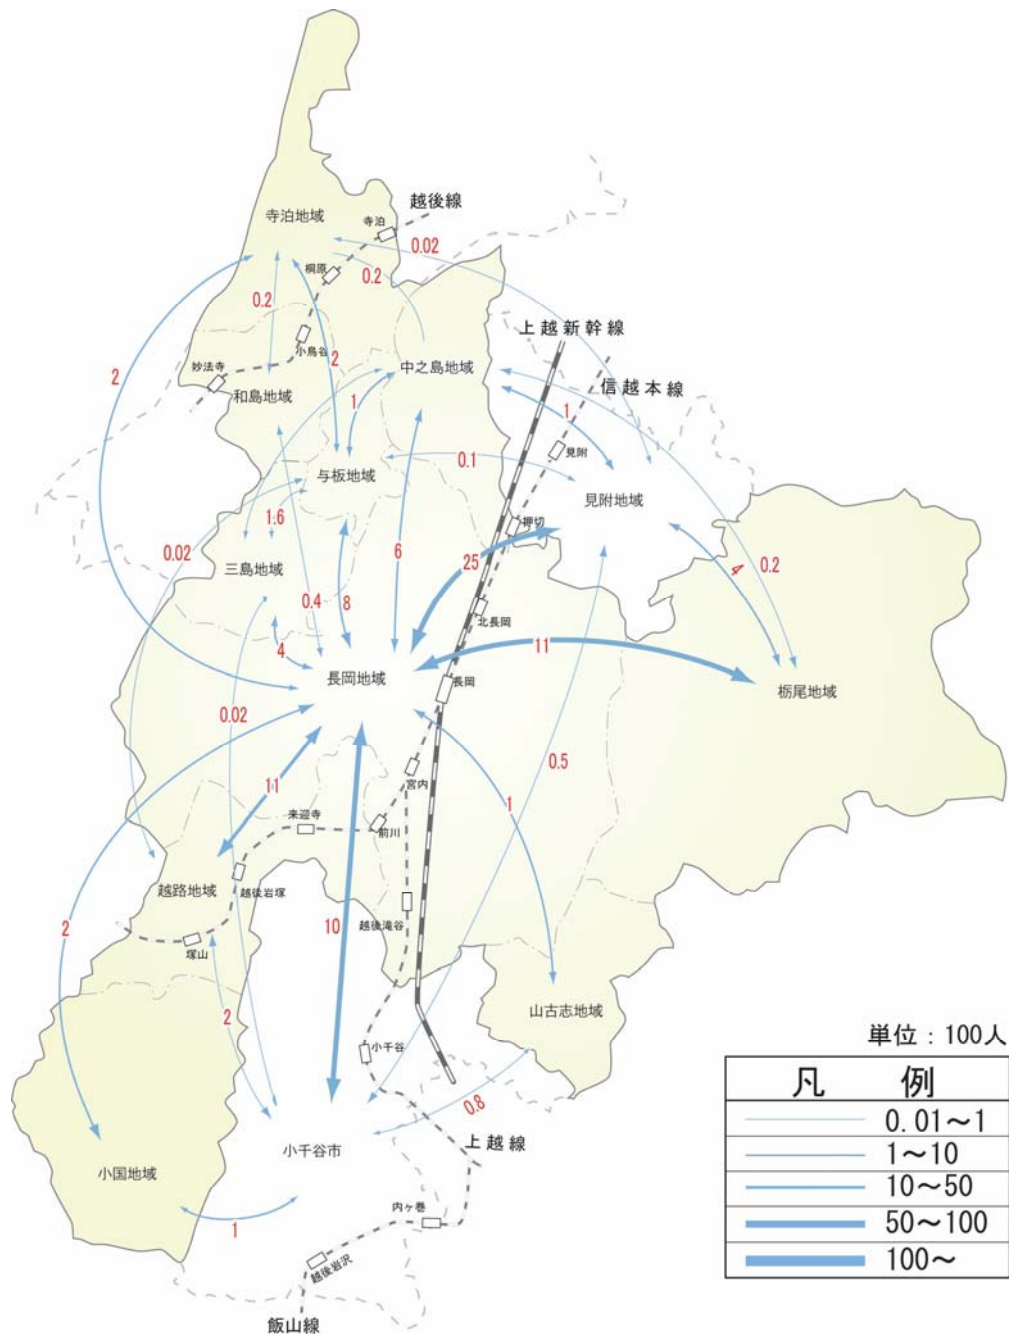 越後線
寺泊地域
寺泊
0.02
桐原
0.2
0.2
上越新幹線
小島谷
2
中之島地域
信越本線
妙法寺
2
和島地域
1
1
見附
与板地域
0.1
見附地域
1.6
押切
0.02
6
25
0.2
三島地域
4
0.4
8
北長岡
4
11
長岡地域
長岡
栃尾地域
0.02
0.5
宮内
11
1
来迎寺
前川
越路地域
越後岩塚
2
10
越後滝谷
塚山
山古志地域
2
小千谷
単位：100人
凡 例
0.01～1
1～10
10～50
50～100
100～
0.8
上越線
小千谷市
小国地域
内ヶ巻
1
越後岩沢
飯山線